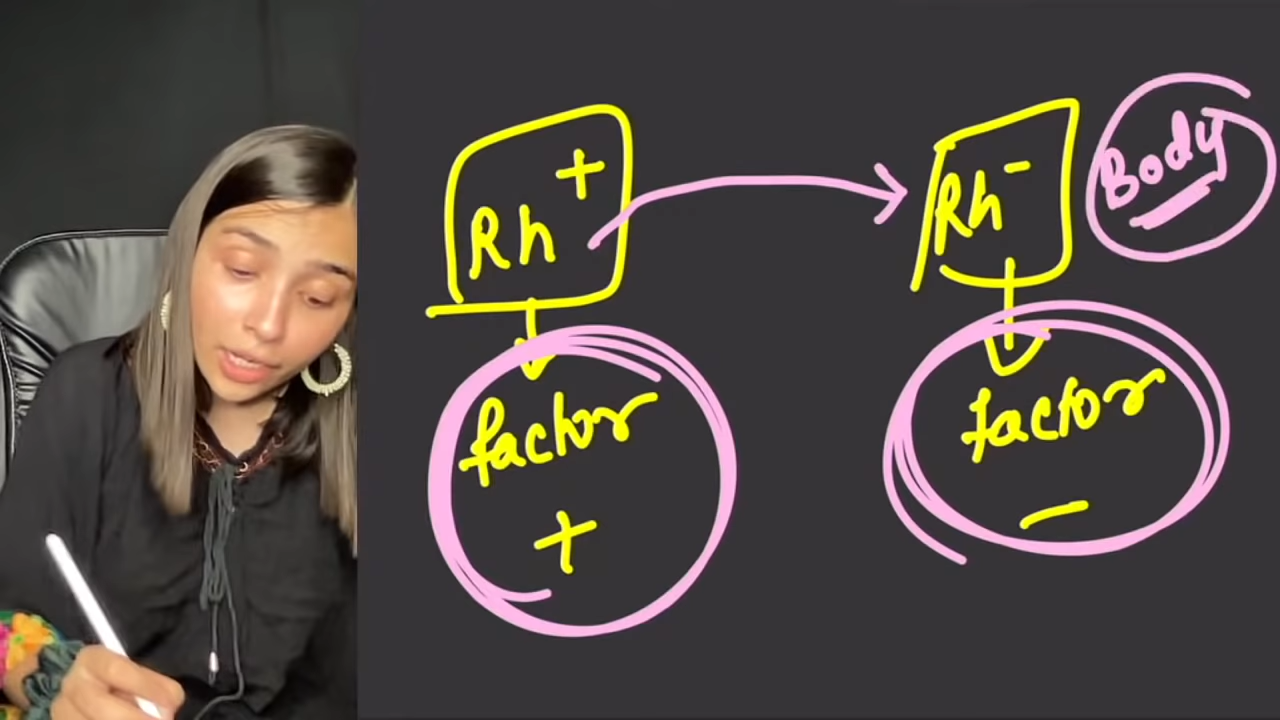 Rh+
Rh-
Body
factor
+
factor
-